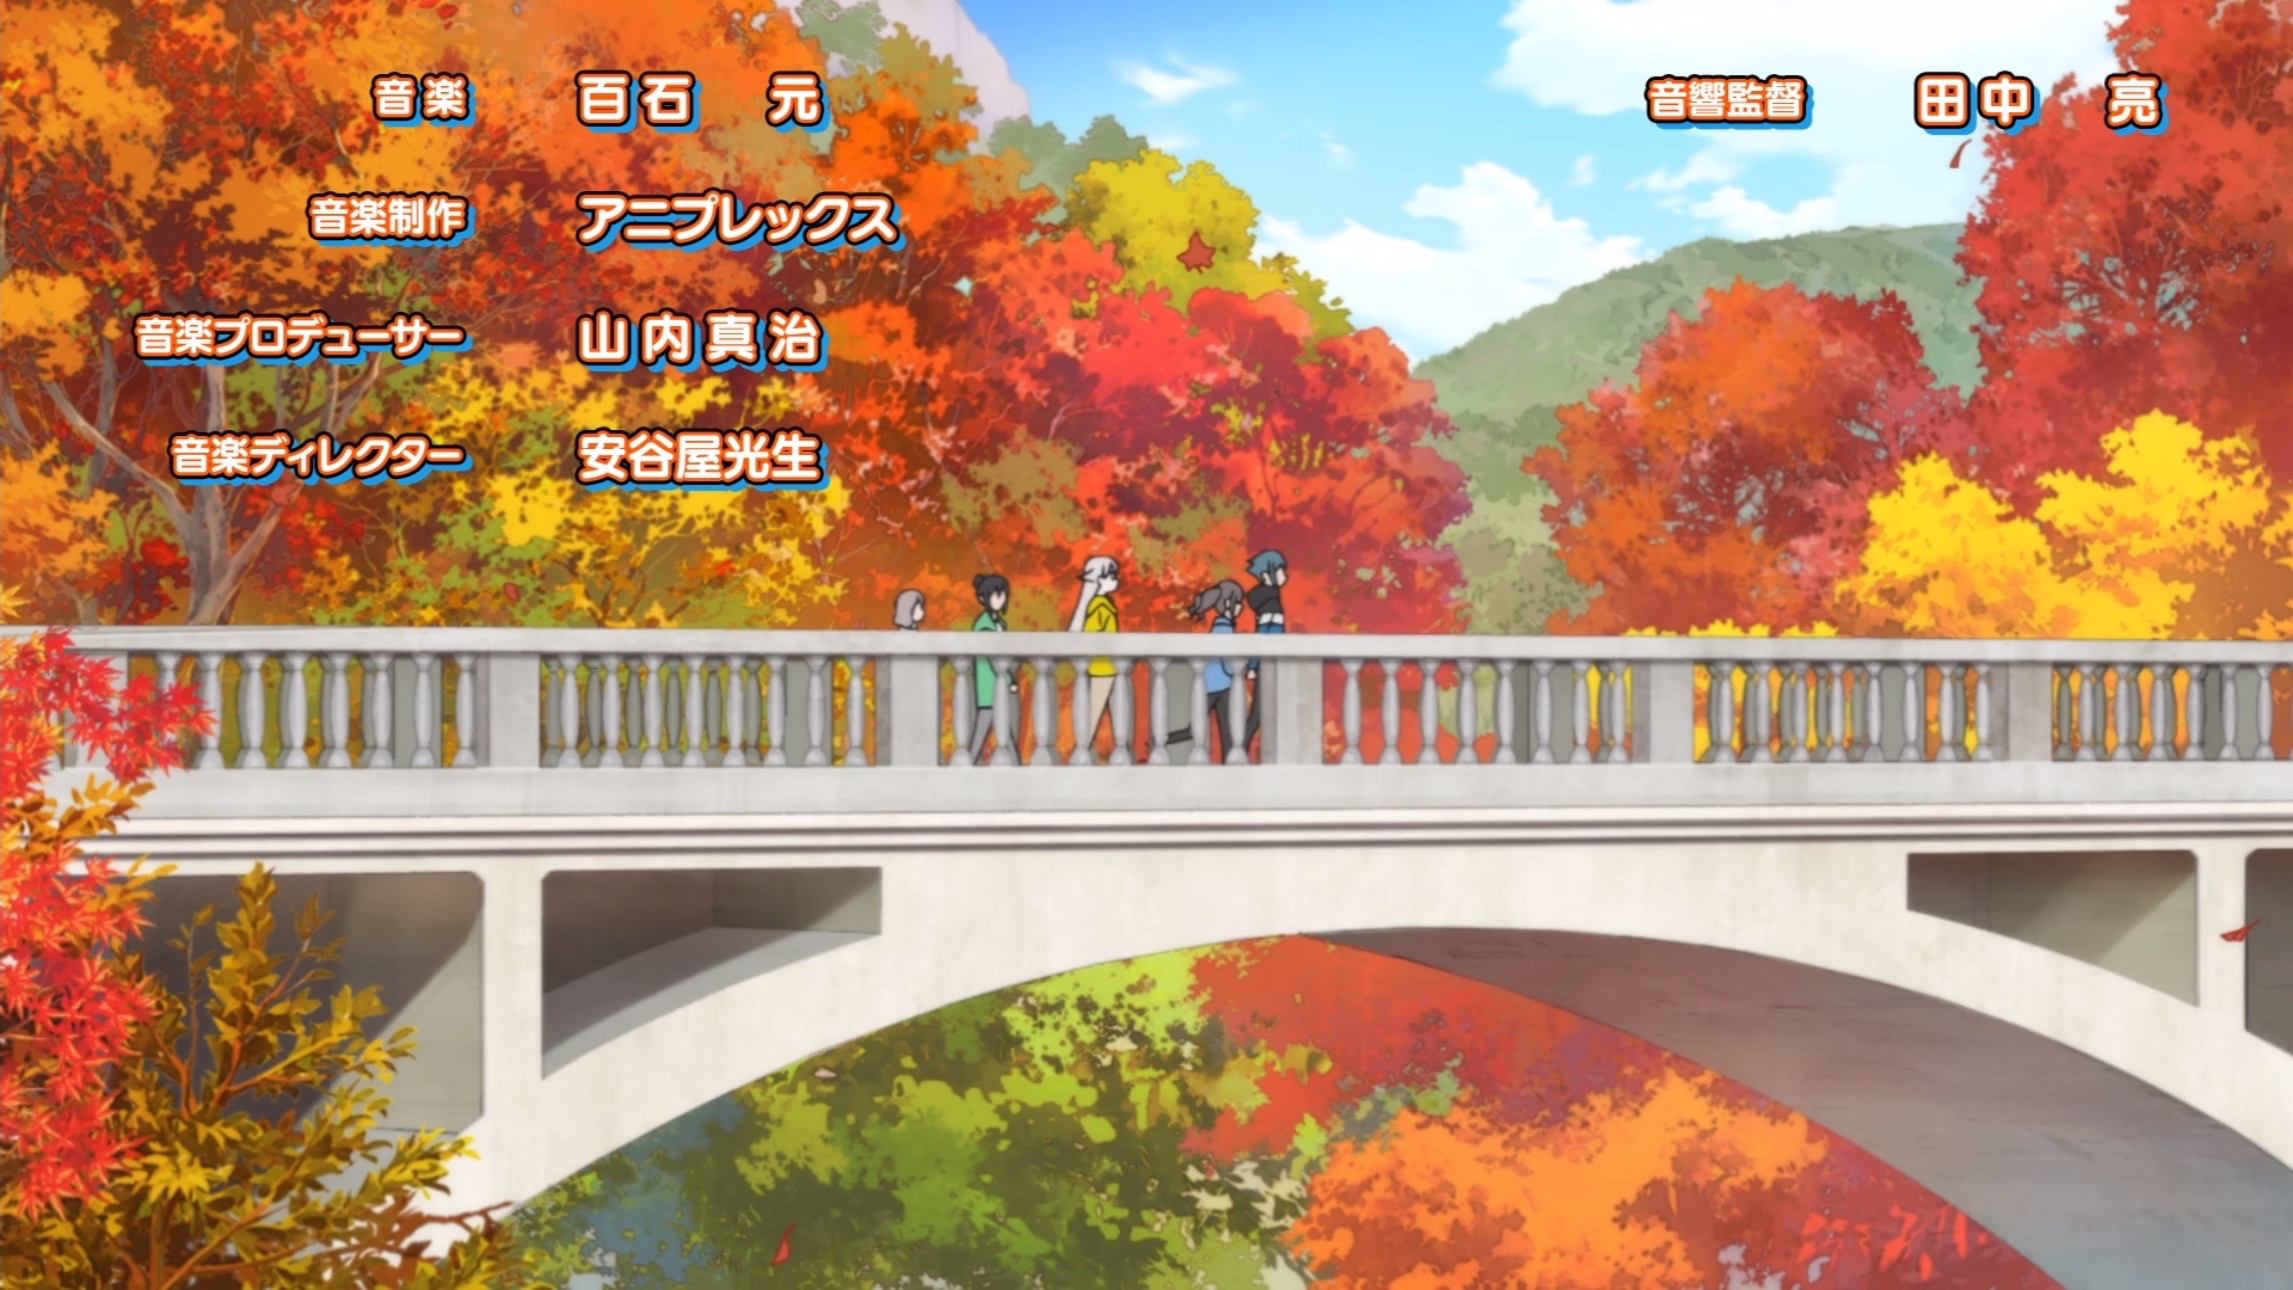 音楽 百石 元
音楽制作 アニプレックス
音楽プロデューサー 山内真治
音楽ディレクター 安谷屋光生
音響監督 田中 亮